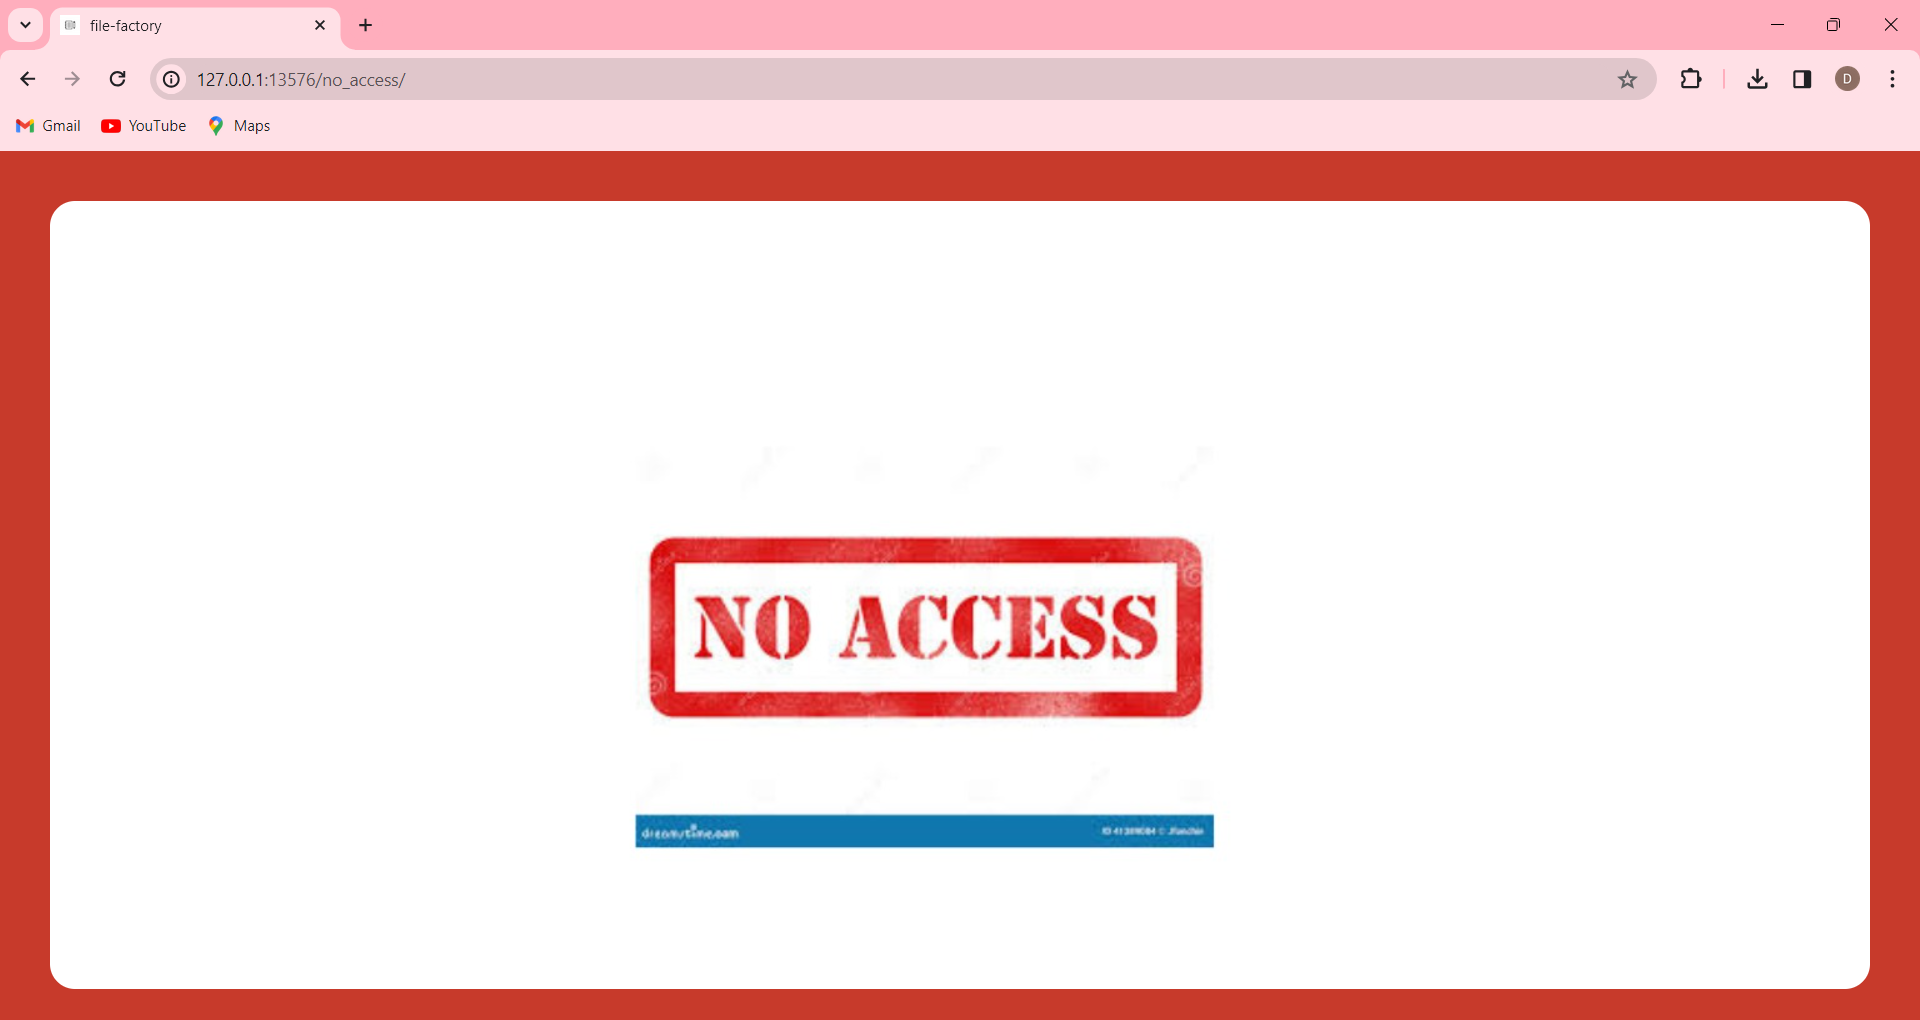 file-factory
127.0.0.1:13576/no_access/
D
Gmail YouTube Maps
NO ACCESS
dreamstime.com